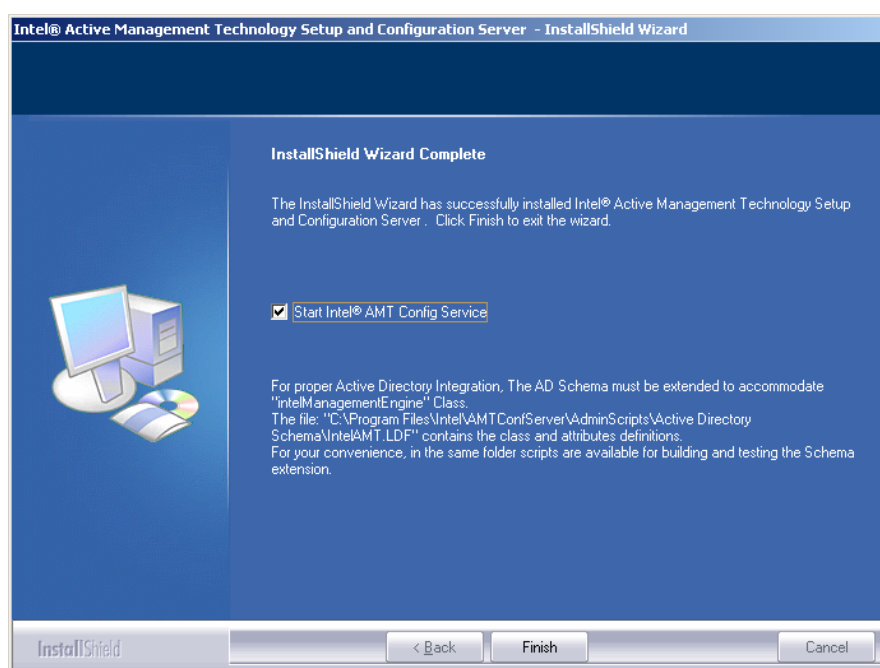 Intel® Active Management Technology Setup and Configuration Server - InstallShield Wizard
InstallShield Wizard Complete
The InstallShield Wizard has successfully installed Intel® Active Management Technology Setup
and Configuration Server . Click Finish to exit the wizard.
Start Intel® AMT Config Service
For proper Active Directory Integration, The AD Schema must be extended to accommodate
"intelManagementEngine" Class.
The file: "C:\Program Files\Intel\AMTConfServer\AdminScripts\Active Directory
Schema\IntelAMT.LDF" contains the class and attributes definitions.
For your convenience, in the same folder scripts are available for building and testing the Schema
extension.
InstallShield
< Back
Finish
Cancel